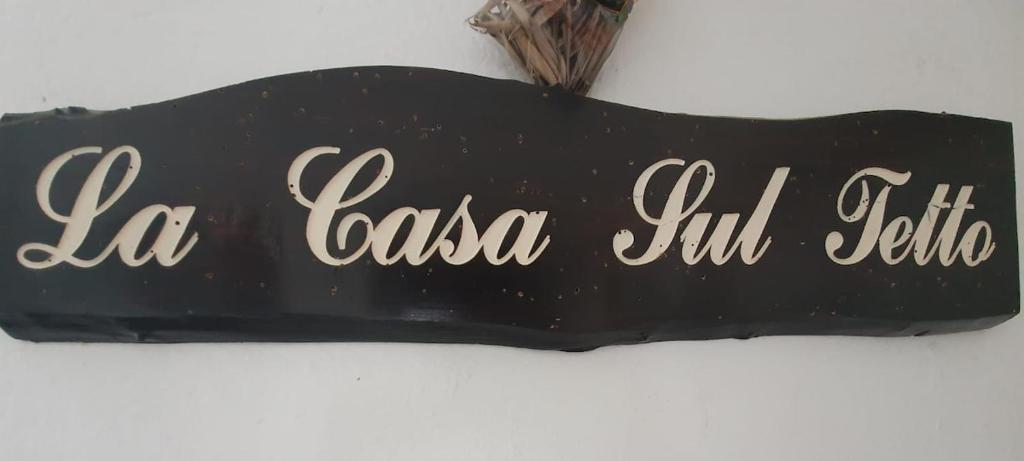 La Casa Sul Tetto